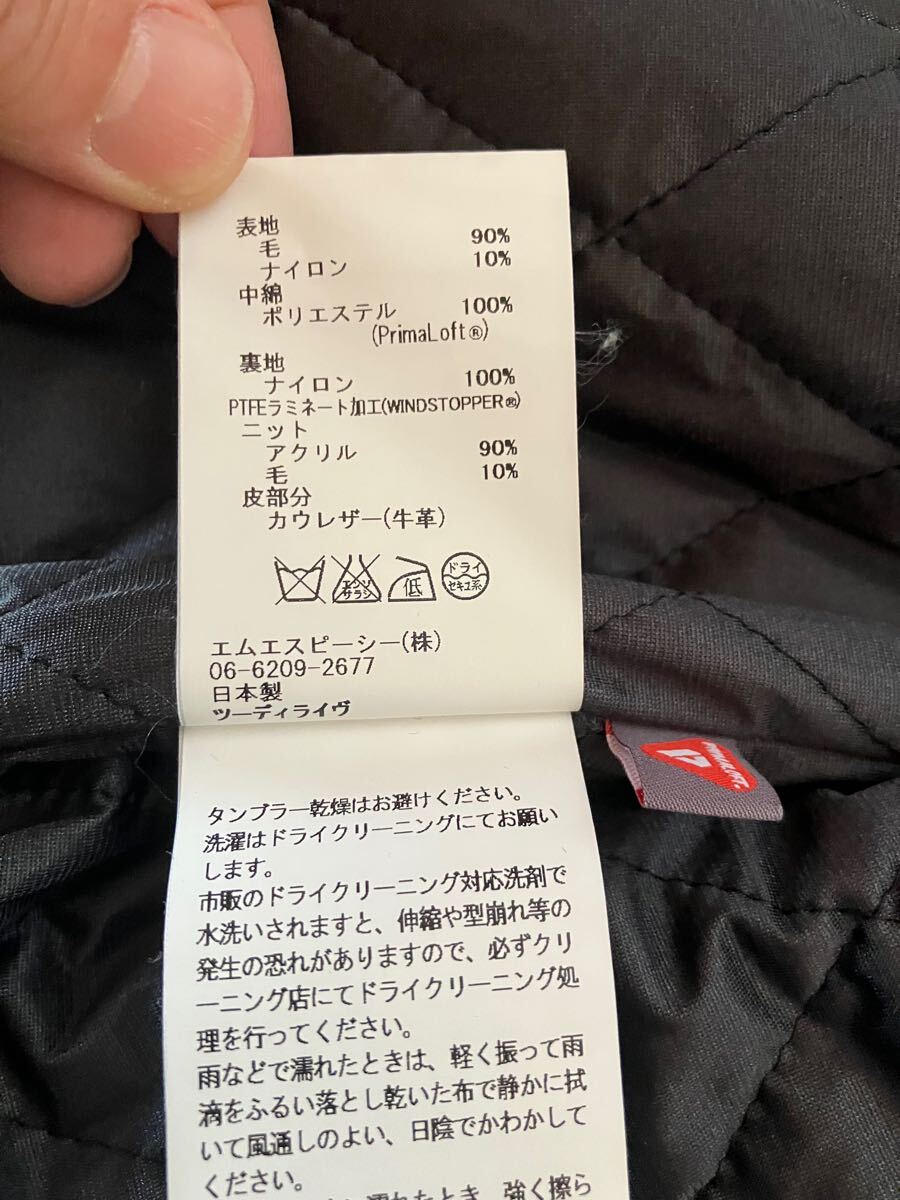 表地
毛 90%
ナイロン 10%
中綿
ポリエステル 100%
(PrimaLoft®)
裏地
ナイロン 100%
PTFEラミネート加工(WINDSTOPPER®)
ニット
アクリル 90%
毛 10%
皮部分
カウレザー(牛革)
エンソ サラシ 低 ドライ セキユ系
エムエスピーシー(株)
06-6209-2677
日本製
ツーディライヴ
PRIMALOFT.
タンブラー乾燥はお避けください。
洗濯はドライクリーニングにてお願い
します。
市販のドライクリーニング対応洗剤で
水洗いされますと、伸縮や型崩れ等の
発生の恐れがありますので、必ずクリ
ーニング店にてドライクリーニング処
理を行ってください。
雨などで濡れたときは、軽く振って雨
滴をふるい落とし乾いた布で静かに拭
いて風通しのよい、日陰でかわかして
ください。
濡れたとき、強く擦ら